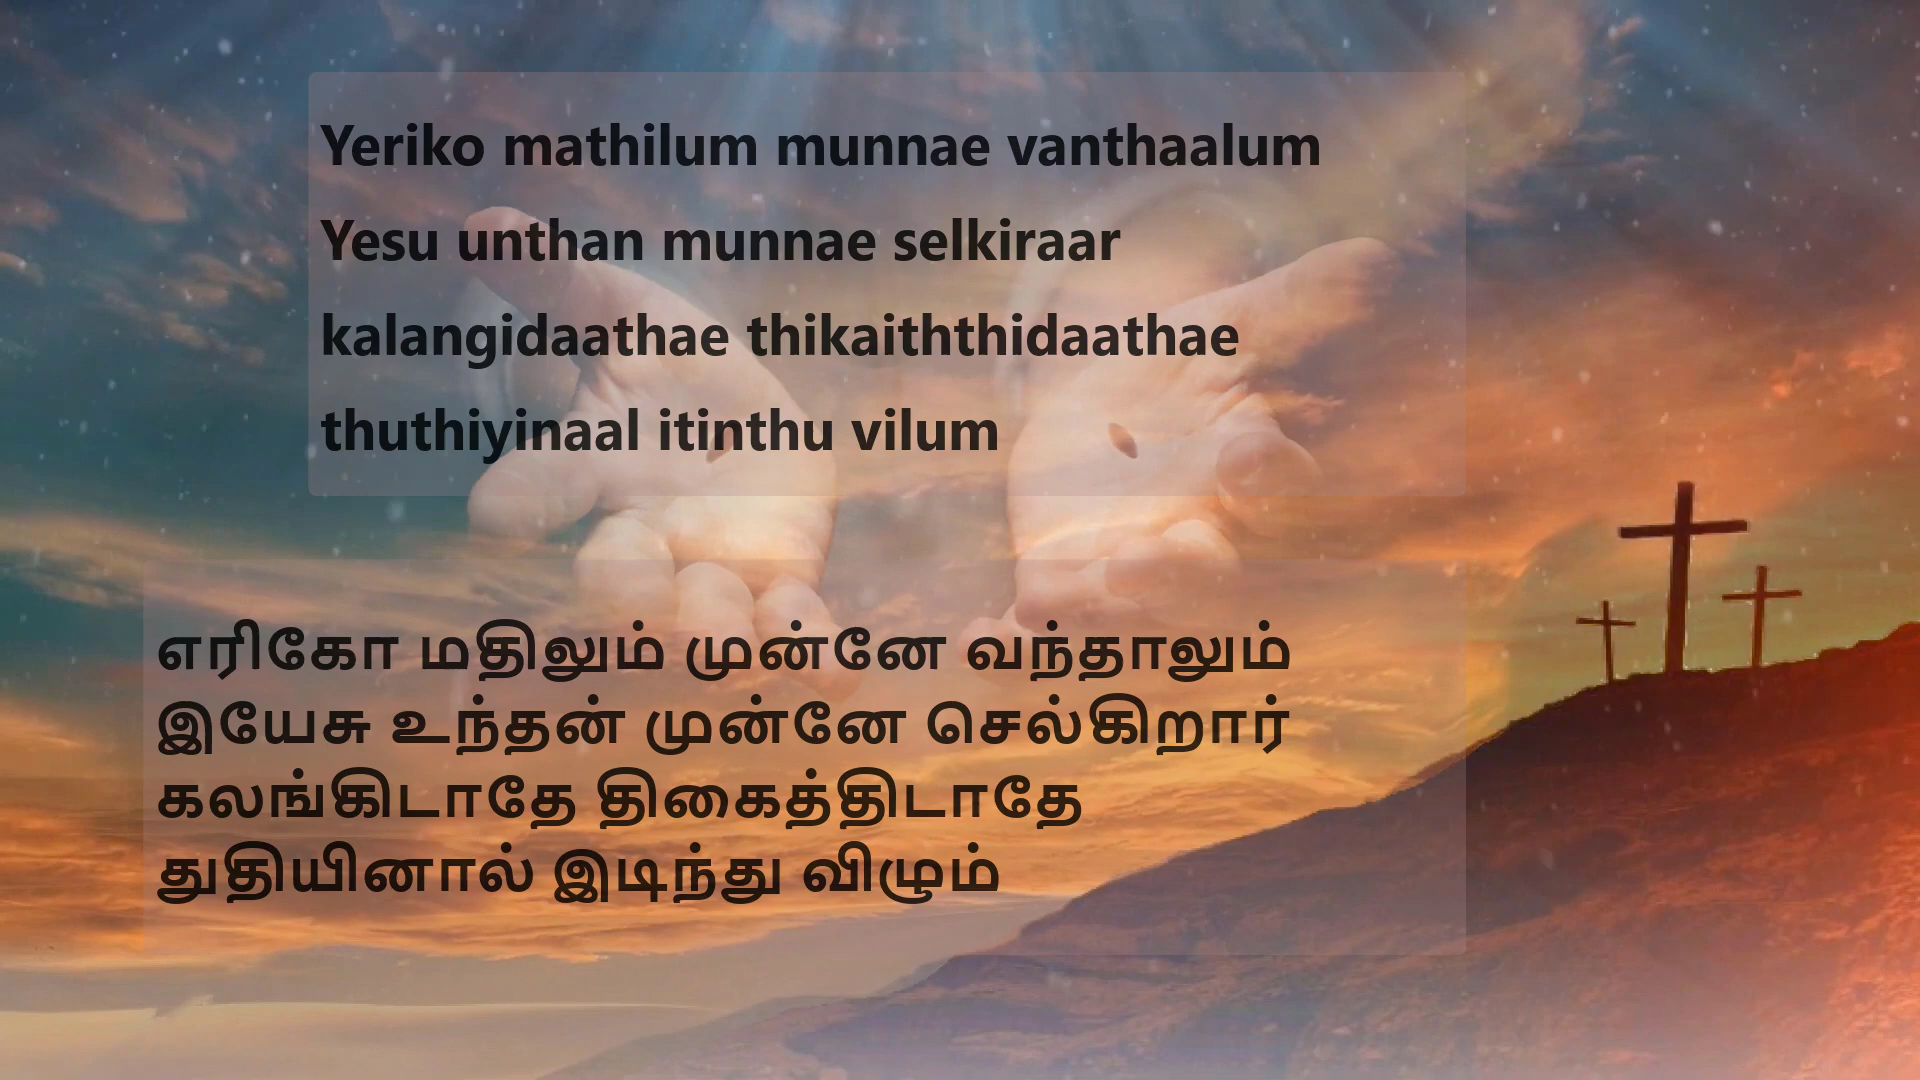 Yeriko mathilum munnae vanthaalum
Yesu unthan munnae selkiraar
kalangidaathae thikaiththidaathae
thuthiyinaal itinthu vilum
எரிகோ மதிலும் முன்னே வந்தாலும்
இயேசு உந்தன் முன்னே செல்கிறார்
கலங்கிடாதே திகைத்திடாதே
துதியினால் இடிந்து விழும்